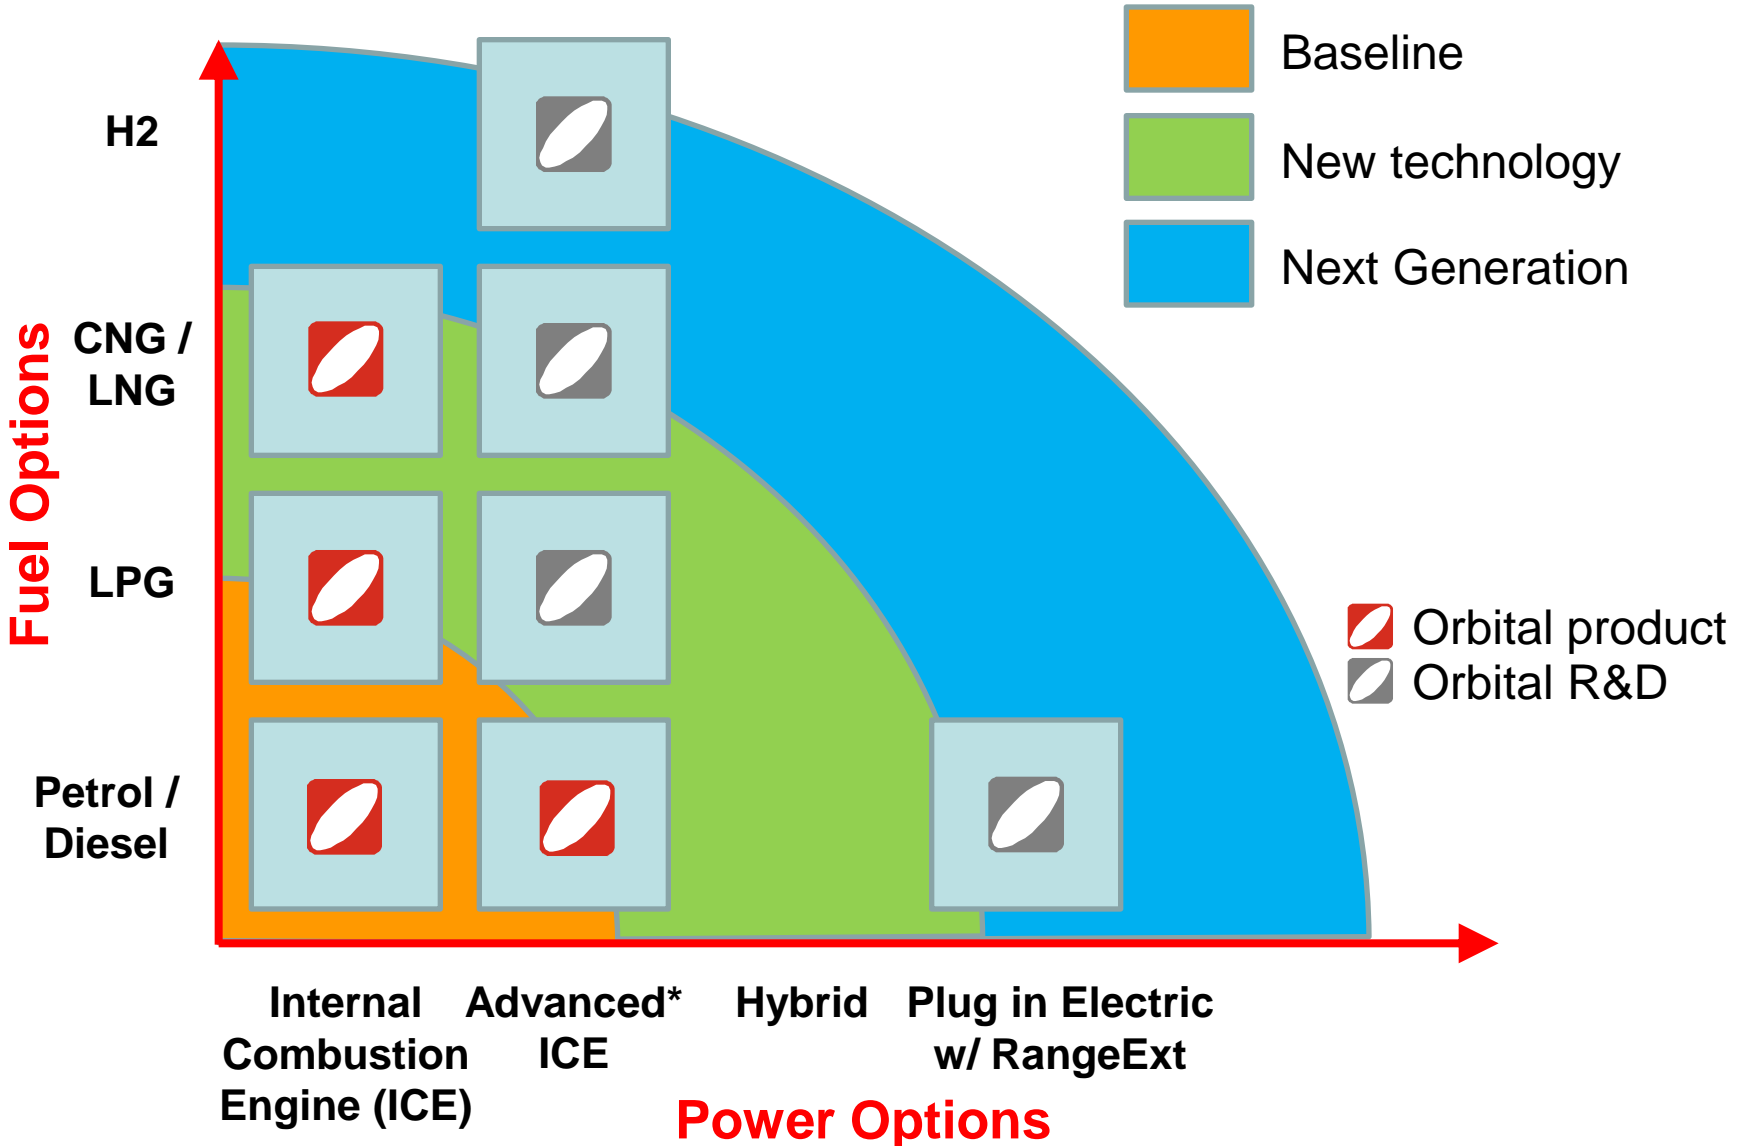 Baseline
New technology
Next Generation
H2
CNG /
LNG
LPG
Petrol /
Diesel
Fuel Options
Orbital product
Orbital R&D
Internal
Combustion
Engine (ICE)
Advanced*
ICE
Hybrid
Plug in Electric
w/ RangeExt
Power Options